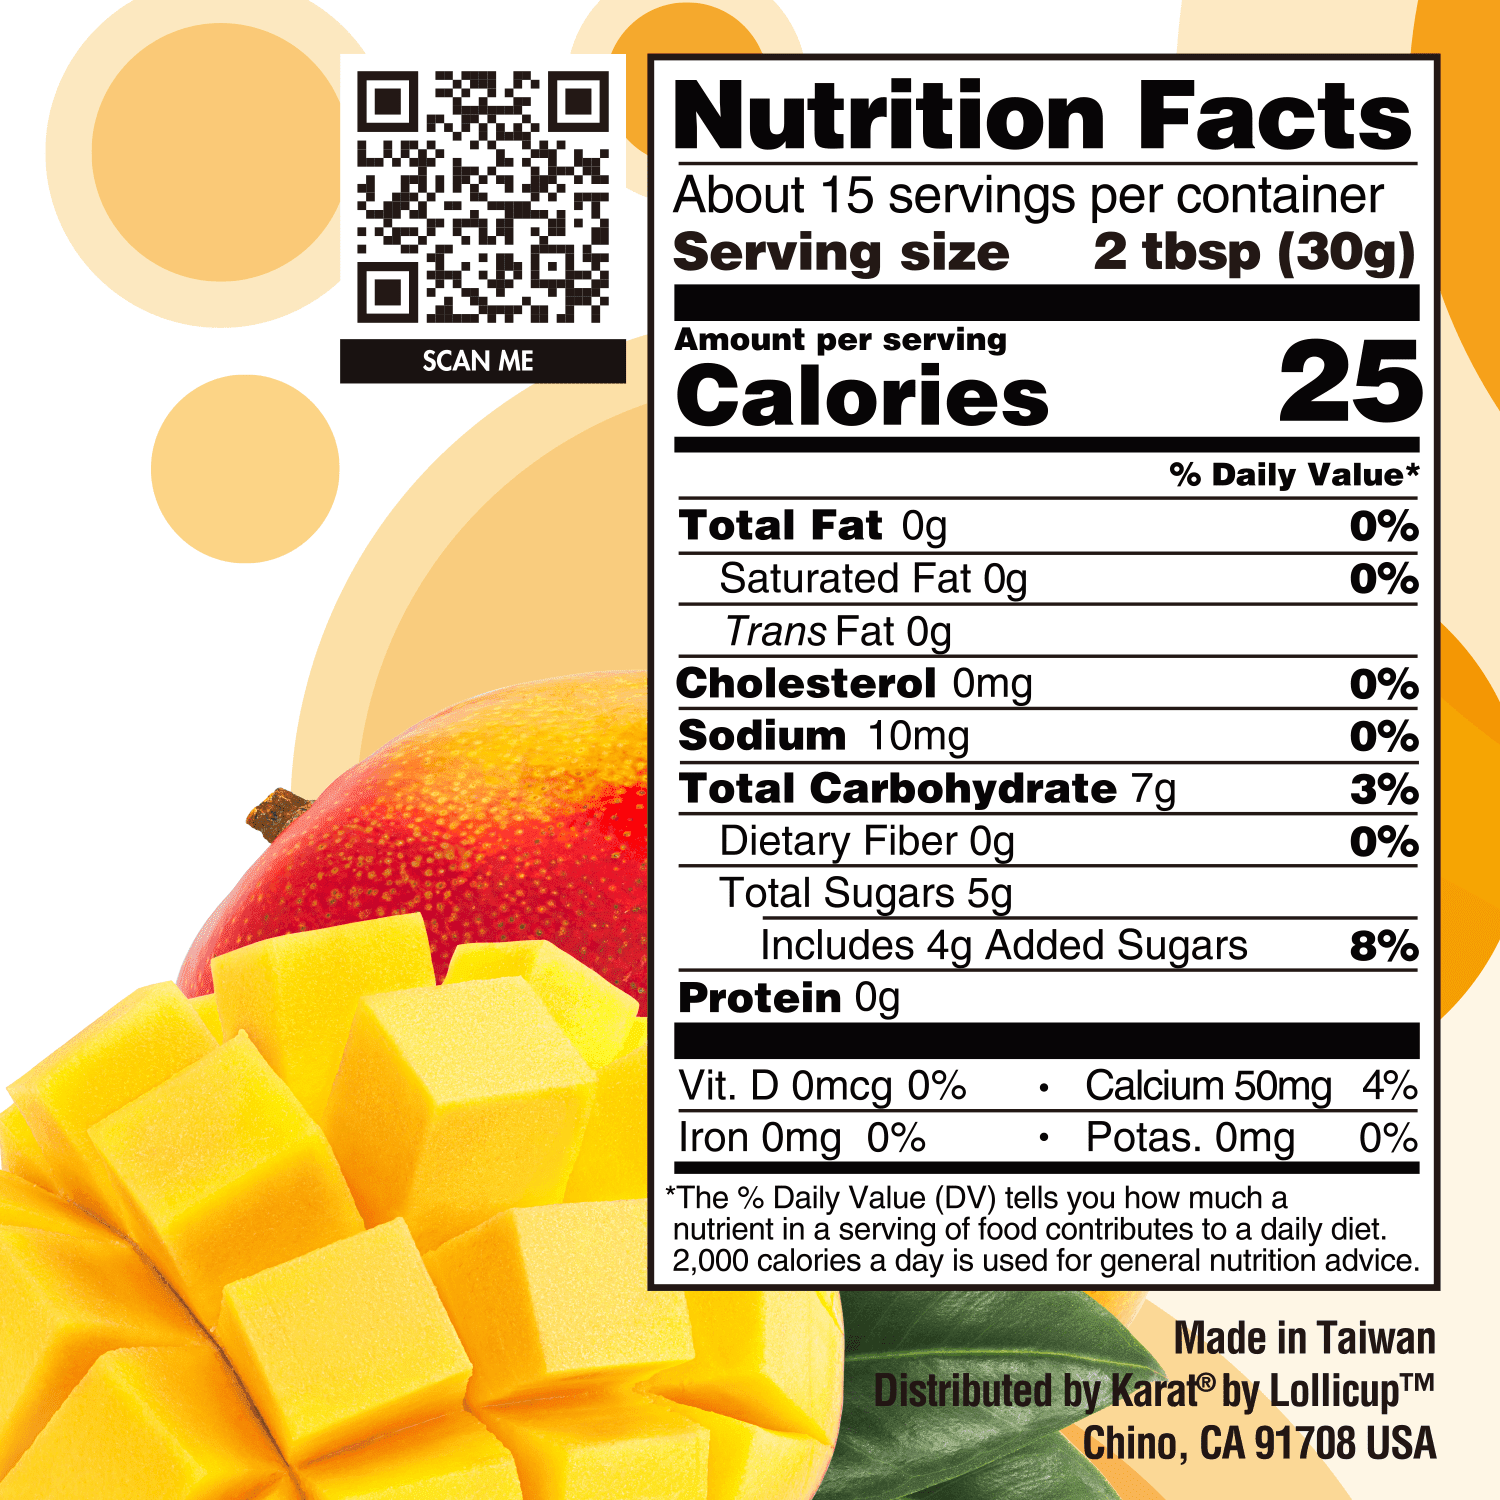 SCAN ME
Nutrition Facts
About 15 servings per container
Serving size 2 tbsp (30g)
Amount per serving
Calories 25
% Daily Value*
Total Fat 0g 0%
Saturated Fat 0g 0%
Trans Fat 0g
Cholesterol 0mg 0%
Sodium 10mg 0%
Total Carbohydrate 7g 3%
Dietary Fiber 0g 0%
Total Sugars 5g
Includes 4g Added Sugars 8%
Protein 0g
Vit. D 0mcg 0% • Calcium 50mg 4%
Iron 0mg 0% • Potas. 0mg 0%
*The % Daily Value (DV) tells you how much a
nutrient in a serving of food contributes to a daily diet.
2,000 calories a day is used for general nutrition advice.
Made in Taiwan
Distributed by Karat® by Lollicup™
Chino, CA 91708 USA